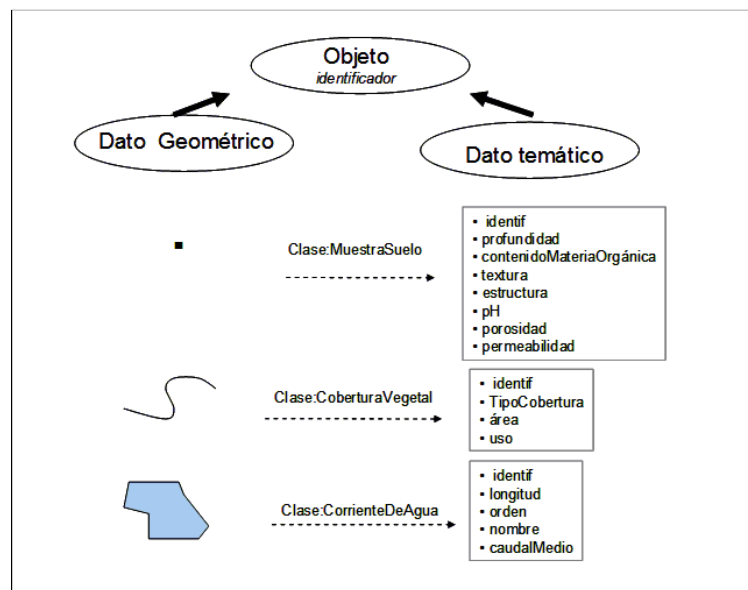 Objeto
identificador
Dato Geométrico
Dato temático
Clase:MuestraSuelo
▪ identif
▪ profundidad
▪ contenidoMateriaOrgánica
▪ textura
▪ estructura
▪ pH
▪ porosidad
▪ permeabilidad
Clase:CoberturaVegetal
▪ identif
▪ TipoCobertura
▪ área
▪ uso
Clase:CorrienteDeAgua
▪ identif
▪ longitud
▪ orden
▪ nombre
▪ caudalMedio